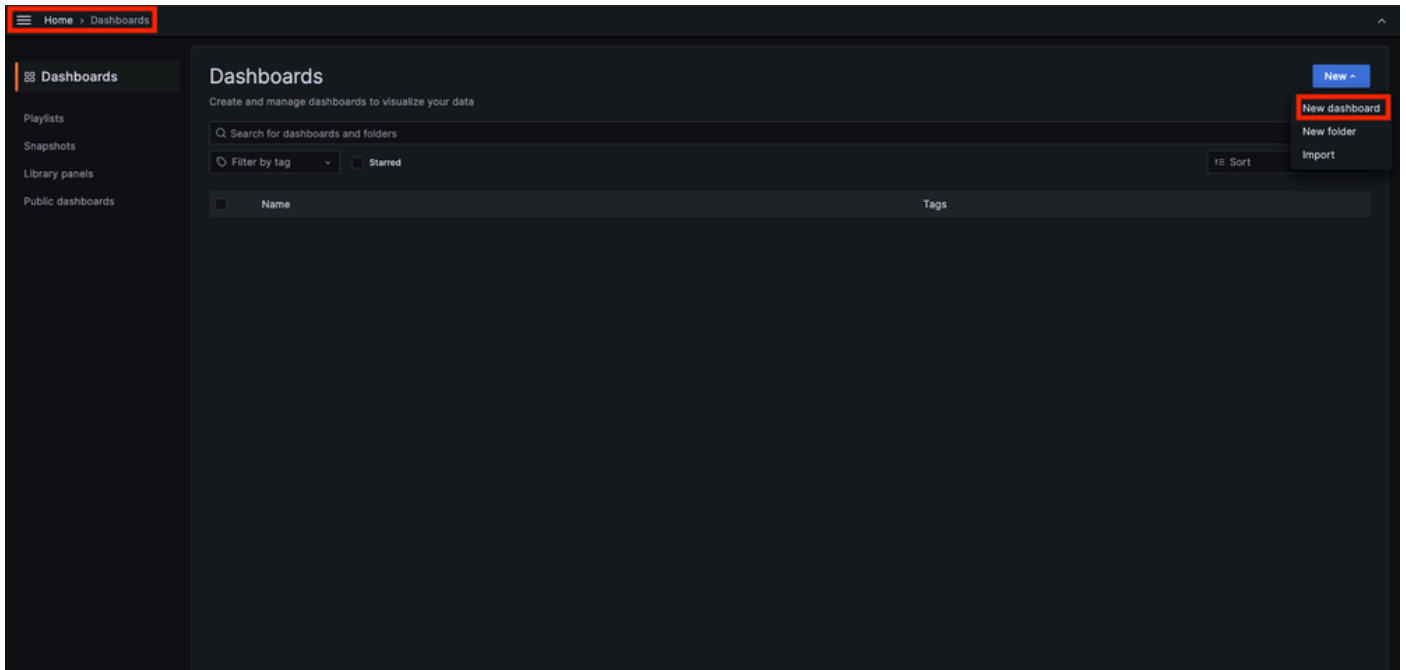 Home › Dashboards
Dashboards
Playlists
Snapshots
Library panels
Public dashboards
Dashboards
Create and manage dashboards to visualize your data
New
New dashboard
New folder
Import
Search for dashboards and folders
Filter by tag
Starred
Sort
Name
Tags